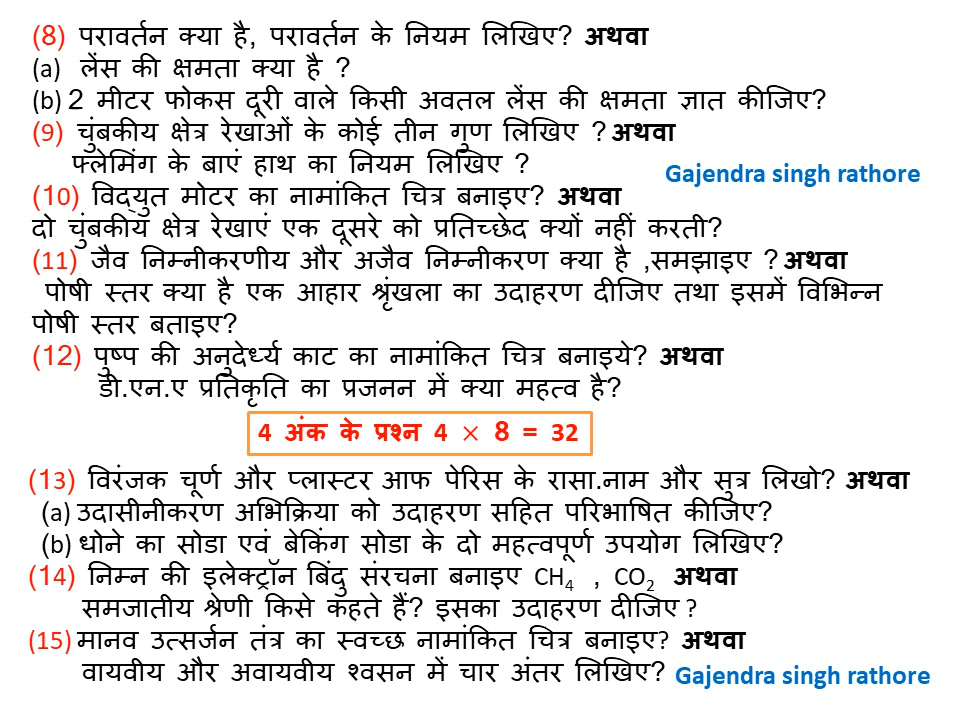 (8) परावर्तन क्या है, परावर्तन के नियम लिखिए? अथवा
(a) लेंस की क्षमता क्या है ?
(b) 2 मीटर फोकस दूरी वाले किसी अवतल लेंस की क्षमता ज्ञात कीजिए?
(9) चुंबकीय क्षेत्र रेखाओं के कोई तीन गुण लिखिए ? अथवा
फ्लेमिंग के बाएं हाथ का नियम लिखिए ?
Gajendra singh rathore
(10) विद्युत मोटर का नामांकित चित्र बनाइए? अथवा
दो चुंबकीय क्षेत्र रेखाएं एक दूसरे को प्रतिच्छेद क्यों नहीं करती?
(11) जैव निम्नीकरणीय और अजैव निम्नीकरण क्या है ,समझाइए ? अथवा
पोषी स्तर क्या है एक आहार श्रृंखला का उदाहरण दीजिए तथा इसमें विभिन्न
पोषी स्तर बताइए?
(12) पुष्प की अनुदेर्ध्य काट का नामांकित चित्र बनाइये? अथवा
डी.एन.ए प्रतिकृति का प्रजनन में क्या महत्व है?
4 अंक के प्रश्न 4 × 8 = 32
(13) विरंजक चूर्ण और प्लास्टर आफ पेरिस के रासा.नाम और सुत्र लिखो? अथवा
(a) उदासीनीकरण अभिक्रिया को उदाहरण सहित परिभाषित कीजिए?
(b) धोने का सोडा एवं बेकिंग सोडा के दो महत्वपूर्ण उपयोग लिखिए?
(14) निम्न की इलेक्ट्रॉन बिंदु संरचना बनाइए CH₄ , CO₂ अथवा
समजातीय श्रेणी किसे कहते हैं? इसका उदाहरण दीजिए ?
(15) मानव उत्सर्जन तंत्र का स्वच्छ नामांकित चित्र बनाइए? अथवा
वायवीय और अवायवीय श्वसन में चार अंतर लिखिए?
Gajendra singh rathore